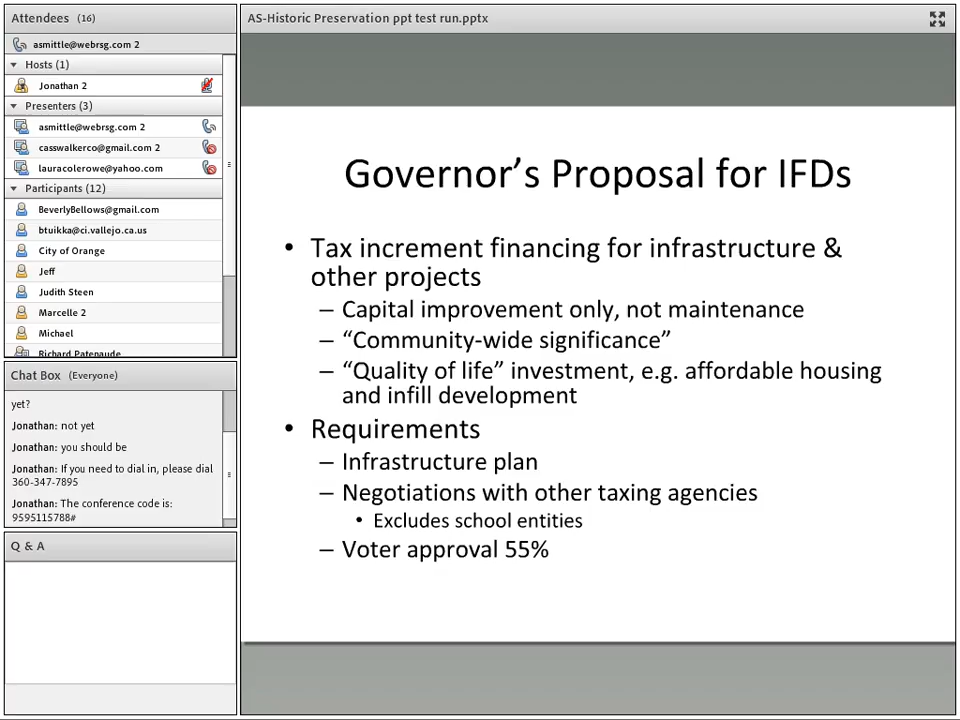 Attendees (16)
asmittle@webrsg.com 2
Hosts (1)
Jonathan 2
Presenters (3)
asmittle@webrsg.com 2
casswalkerco@gmail.com 2
lauracolerowe@yahoo.com
Participants (12)
BeverlyBellows@gmail.com
btuikka@ci.vallejo.ca.us
City of Orange
Jeff
Judith Steen
Marcelle 2
Michael
Richard Patenaude
Chat Box (Everyone)
yet?
Jonathan: not yet
Jonathan: you should be
Jonathan: If you need to dial in, please dial
360-347-7895
Jonathan: The conference code is:
9595115788#
Q & A
AS-Historic Preservation ppt test run.pptx
Governor’s Proposal for IFDs
• Tax increment financing for infrastructure &
other projects
– Capital improvement only, not maintenance
– “Community-wide significance”
– “Quality of life” investment, e.g. affordable housing
and infill development
• Requirements
– Infrastructure plan
– Negotiations with other taxing agencies
• Excludes school entities
– Voter approval 55%